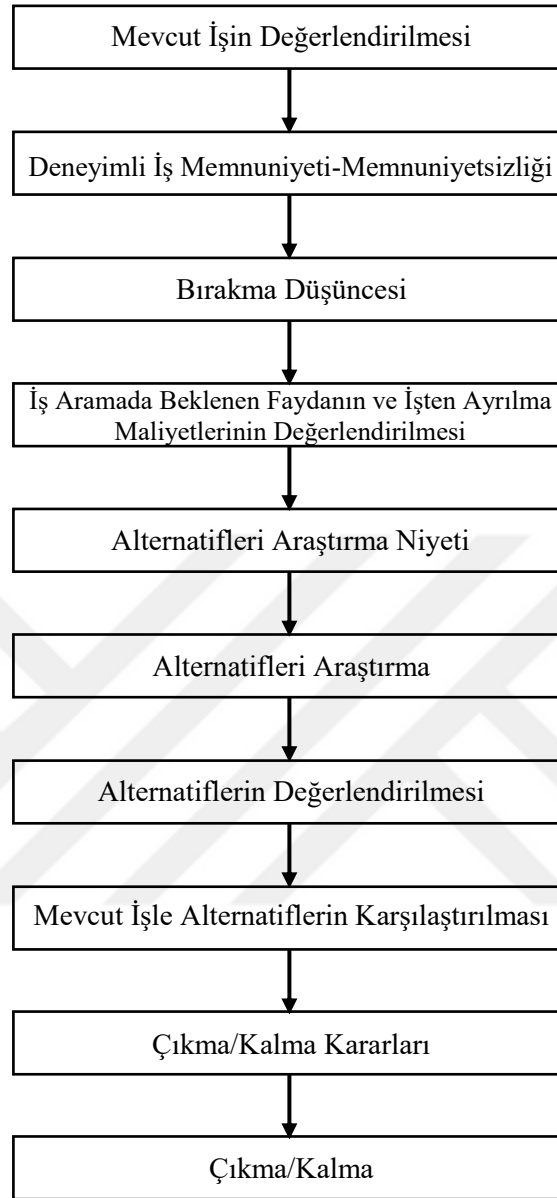 Mevcut İşin Değerlendirilmesi
Deneyimli İş Memnuniyeti-Memnuniyetsizliği
Bırakma Düşüncesi
İş Aramada Beklenen Faydanın ve İşten Ayrılma
Maliyetlerinin Değerlendirilmesi
Alternatifleri Araştırma Niyeti
Alternatifleri Araştırma
Alternatiflerin Değerlendirilmesi
Mevcut İşle Alternatiflerin Karşılaştırılması
Çıkma/Kalma Kararları
Çıkma/Kalma